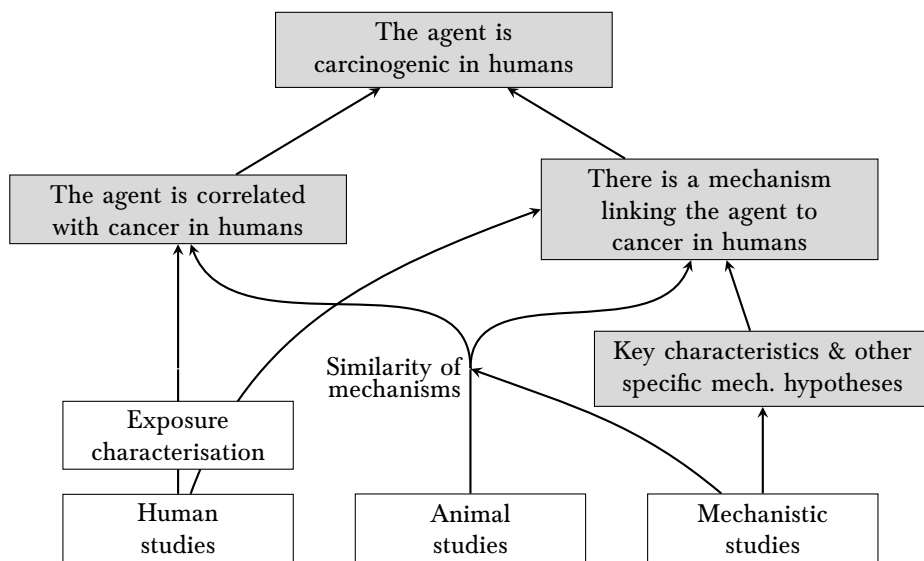 The agent is
carcinogenic in humans
The agent is correlated
with cancer in humans
There is a mechanism
linking the agent to
cancer in humans
Similarity of
mechanisms
Key characteristics & other
specific mech. hypotheses
Exposure
characterisation
Human
studies
Animal
studies
Mechanistic
studies